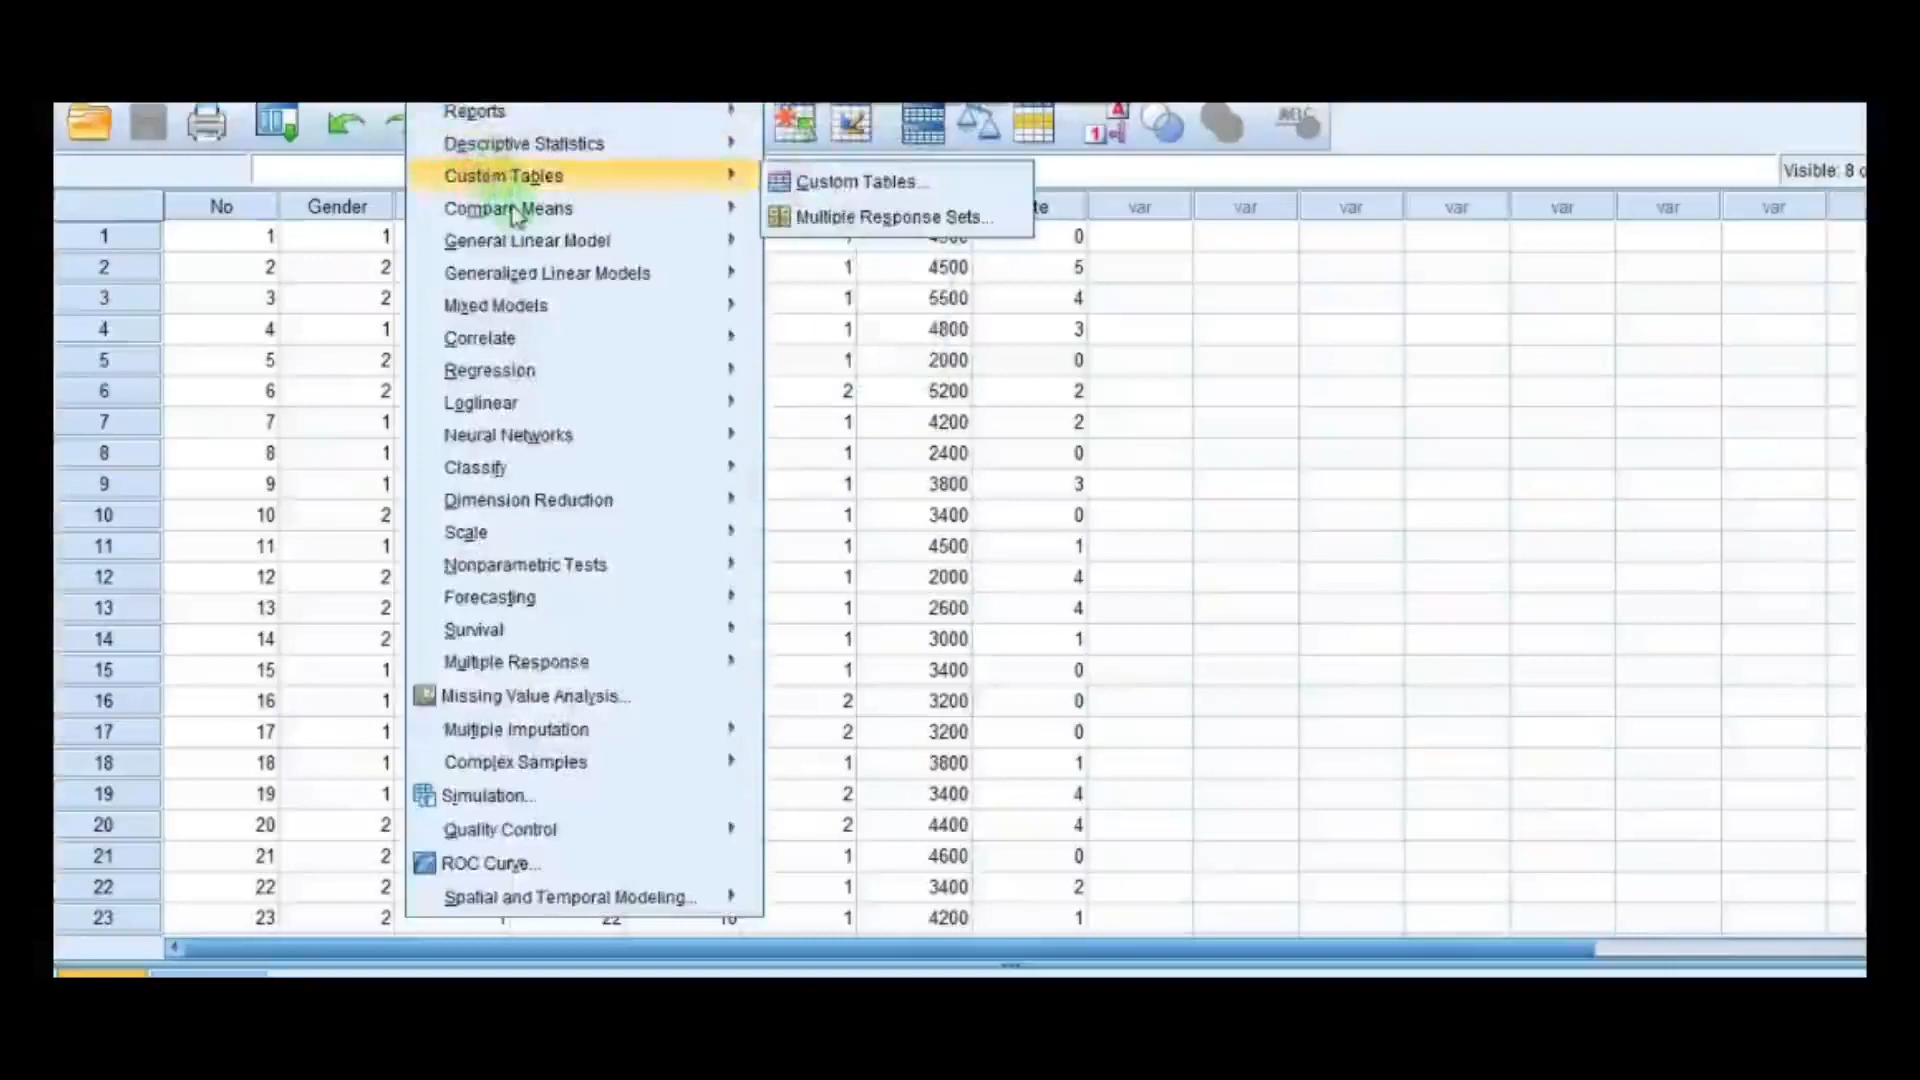 Reports
Descriptive Statistics
Custom Tables
Custom Tables...
Visible: 8
Multiple Response Sets...
No Gender Compare Means var var var var var var var
1 1 1 General Linear Model 0
2 2 2 Generalized Linear Models 1 4500 5
3 3 2 Mixed Models 1 5500 4
4 4 1 Correlate 1 4800 3
5 5 2 Regression 1 2000 0
6 6 2 Loglinear 2 5200 2
7 7 1 Neural Networks 1 4200 2
8 8 1 Classify 1 2400 0
9 9 1 Dimension Reduction 1 3800 3
10 10 2 Scale 1 3400 0
11 11 1 Nonparametric Tests 1 4500 1
12 12 2 Forecasting 1 2000 4
13 13 2 Survival 1 2600 4
14 14 2 Multiple Response 1 3000 1
15 15 1 Missing Value Analysis... 1 3400 0
16 16 1 Multiple Imputation 2 3200 0
17 17 1 Complex Samples 2 3200 0
18 18 1 Simulation... 1 3800 1
19 19 1 Quality Control 2 3400 4
20 20 2 ROC Curve... 2 4400 4
21 21 2 Spatial and Temporal Modeling... 1 4600 0
22 22 2 1 3400 2
23 23 2 1 22 1 4200 1